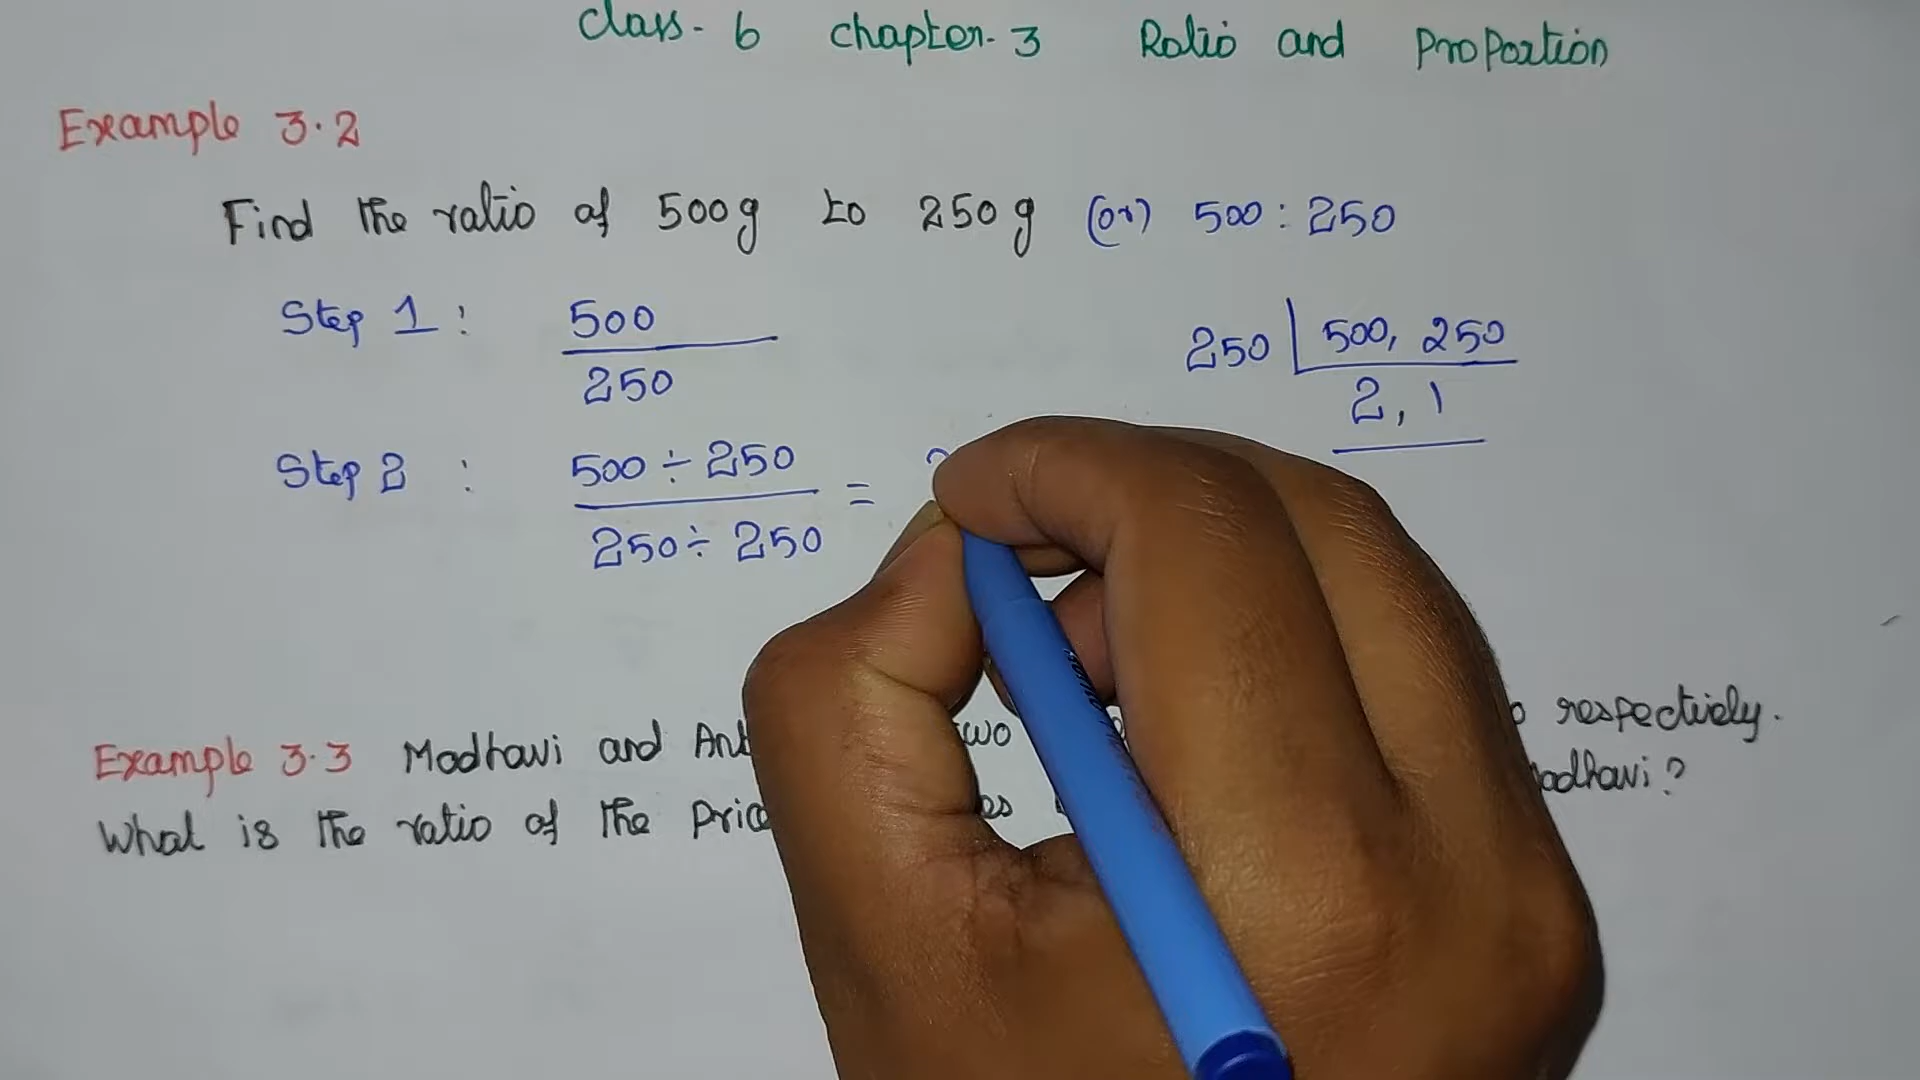 Class- 6 chapter- 3 Ratio and Proportion
Example 3.2
Find the ratio of 500g to 250g (or) 500 : 250
Step 1 : 500
250
250 | 500, 250
2, 1
Step 2 : 500 ÷ 250
250 ÷ 250
=
Example 3.3 Madhavi and respectively.
What is the ratio of the